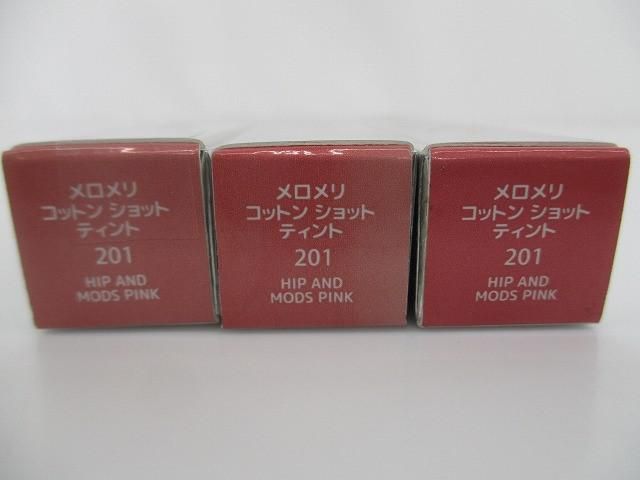 メロメリ
コットン ショット
ティント
201
HIP AND
MODS PINK
メロメリ
コットン ショット
ティント
201
HIP AND
MODS PINK
メロメリ
コットン ショット
ティント
201
HIP AND
MODS PINK